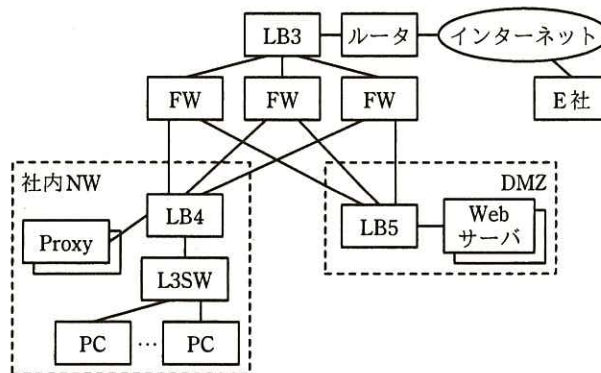 LB3
ルータ
インターネット
FW
FW
FW
E社
社内NW
DMZ
LB4
LB5
Web
サーバ
Proxy
L3SW
PC
…
PC